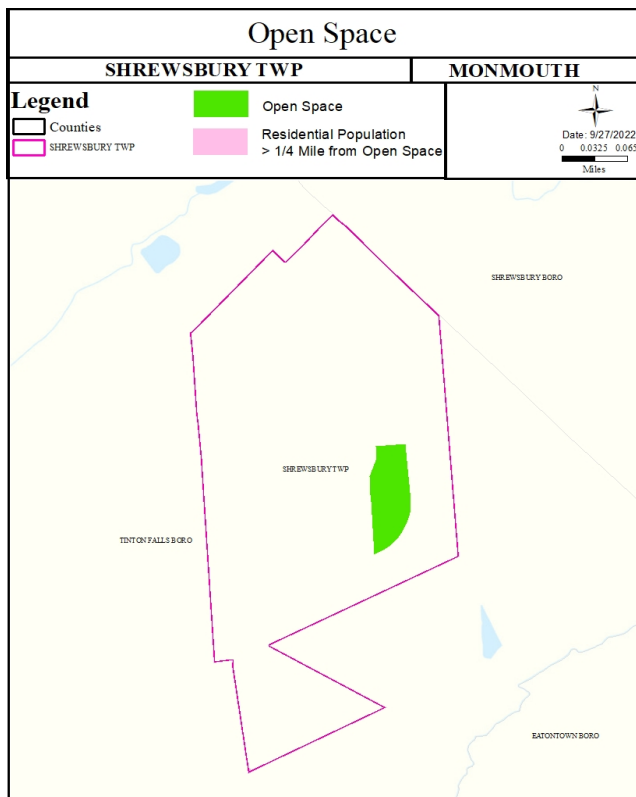 Open Space
SHREWSBURY TWP
MONMOUTH
Legend
Counties
SHREWSBURY TWP
Open Space
Residential Population
> 1/4 Mile from Open Space
N
Date: 9/27/2022
0 0.0325 0.065
Miles
SHREWSBURY BORO
SHREWSBURY TWP
TINTON FALLS BORO
EATONTOWN BORO